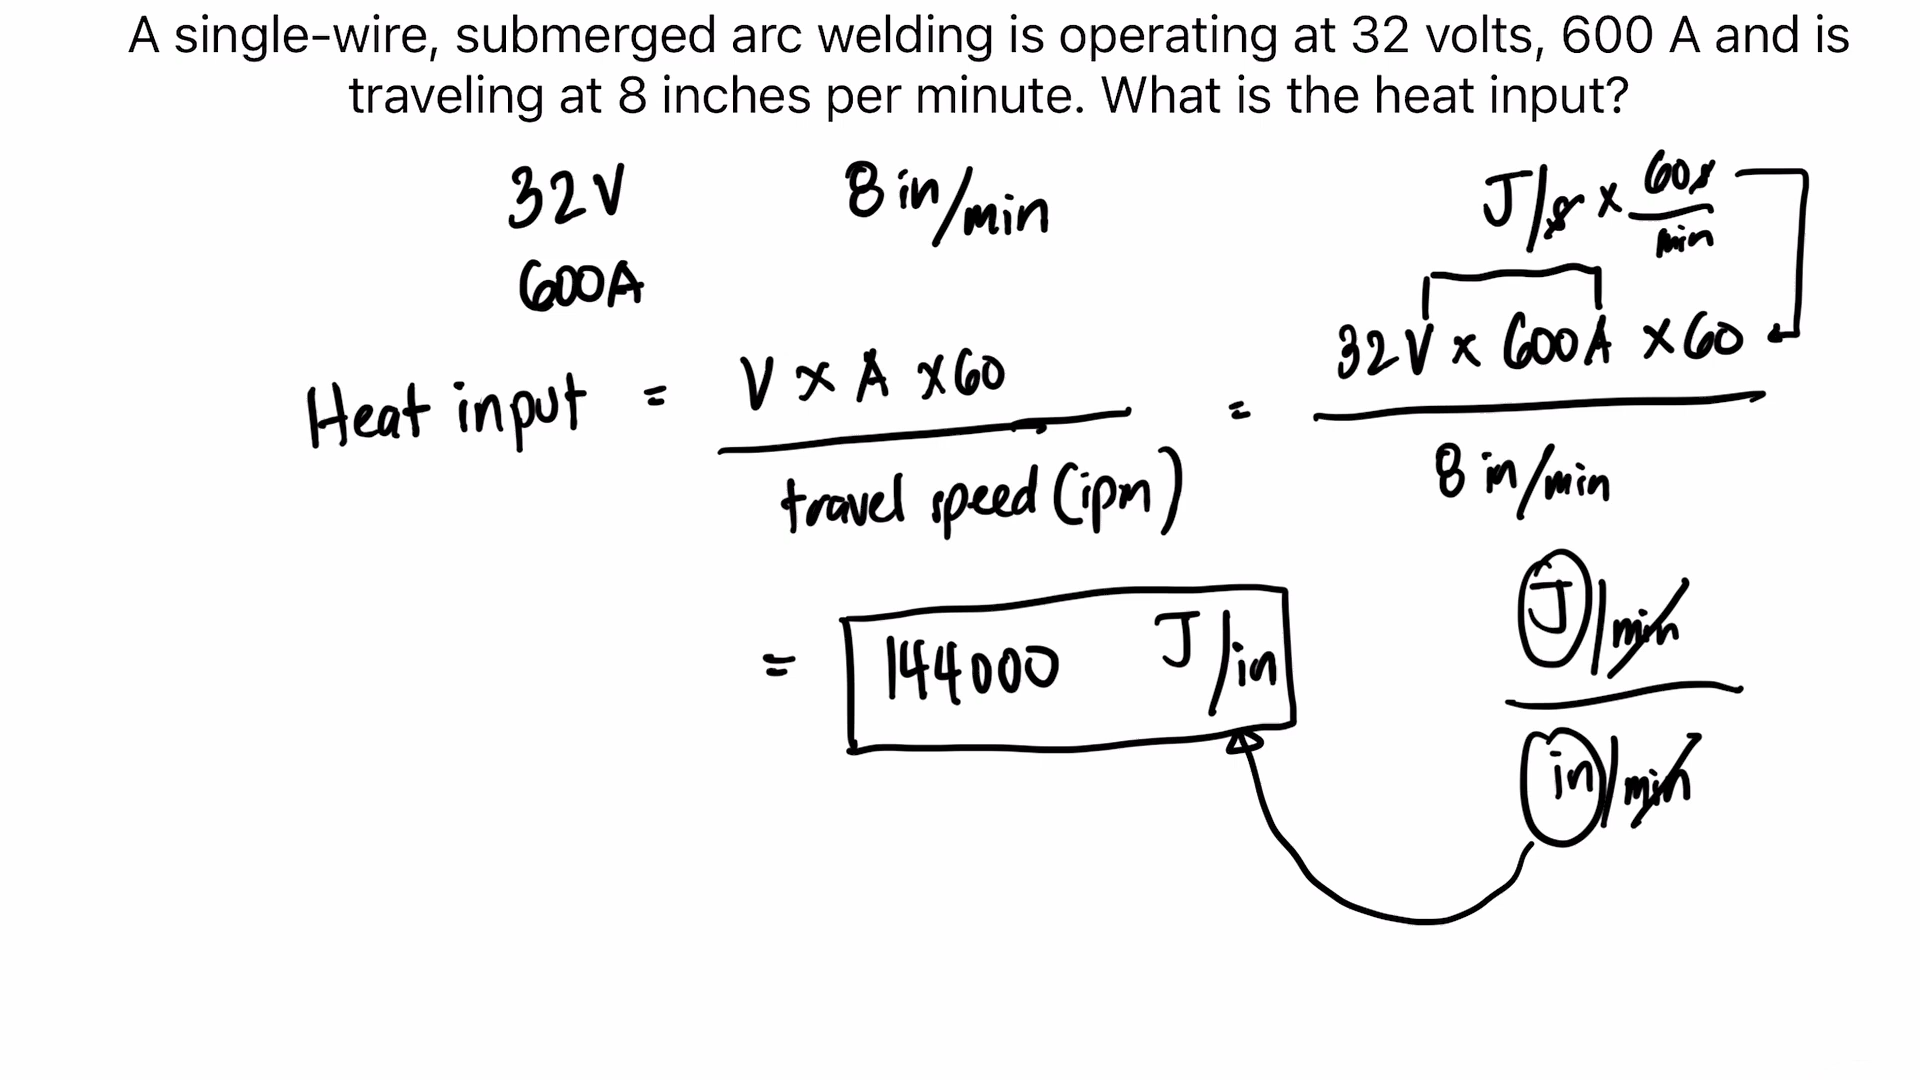 A single-wire, submerged arc welding is operating at 32 volts, 600 A and is
traveling at 8 inches per minute. What is the heat input?
32V
8 in/min
600A
J/s x 60s
min
Heat input = V x A x 60
travel speed (ipm)
= 32V x 600A x 60
8 in/min
= 144000 J/in
J/min
in/min